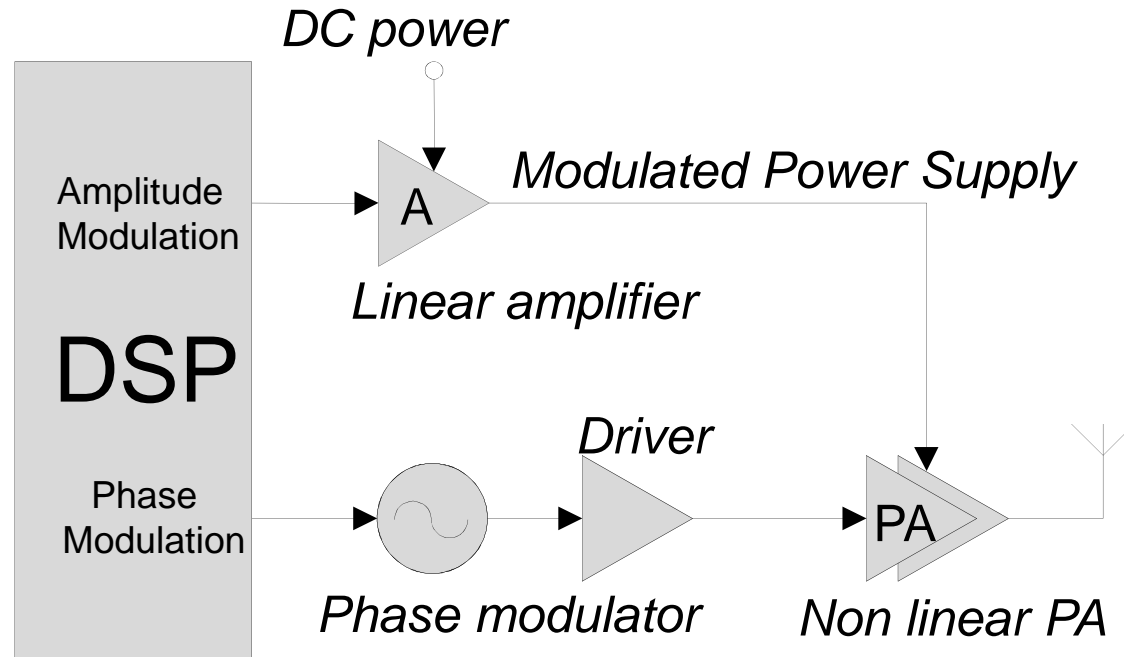 DC power
Amplitude
Modulation
A
Modulated Power Supply
Linear amplifier
DSP
Driver
Phase
Modulation
PA
Phase modulator
Non linear PA